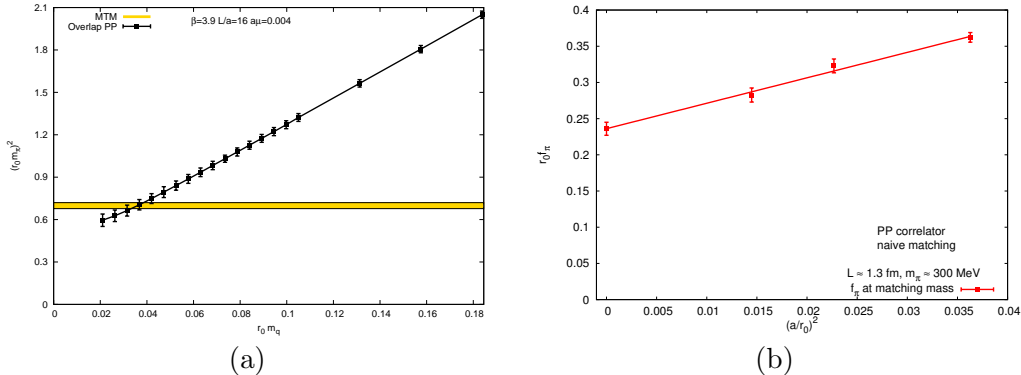 2.1
1.8
1.5
1.2
0.9
0.6
0.3
0
(r₀ mπ)²
MTM
Overlap PP
β=3.9 L/a=16 aμ=0.004
0 0.02 0.04 0.06 0.08 0.1 0.12 0.14 0.16 0.18
r₀ m_q
(a)
0.4
0.35
0.3
0.25
0.2
0.15
0.1
0.05
0
r₀ fπ
PP correlator
naive matching
L ≈ 1.3 fm, mπ ≈ 300 MeV
fπ at matching mass
0 0.005 0.01 0.015 0.02 0.025 0.03 0.035 0.04
(a/r₀)²
(b)